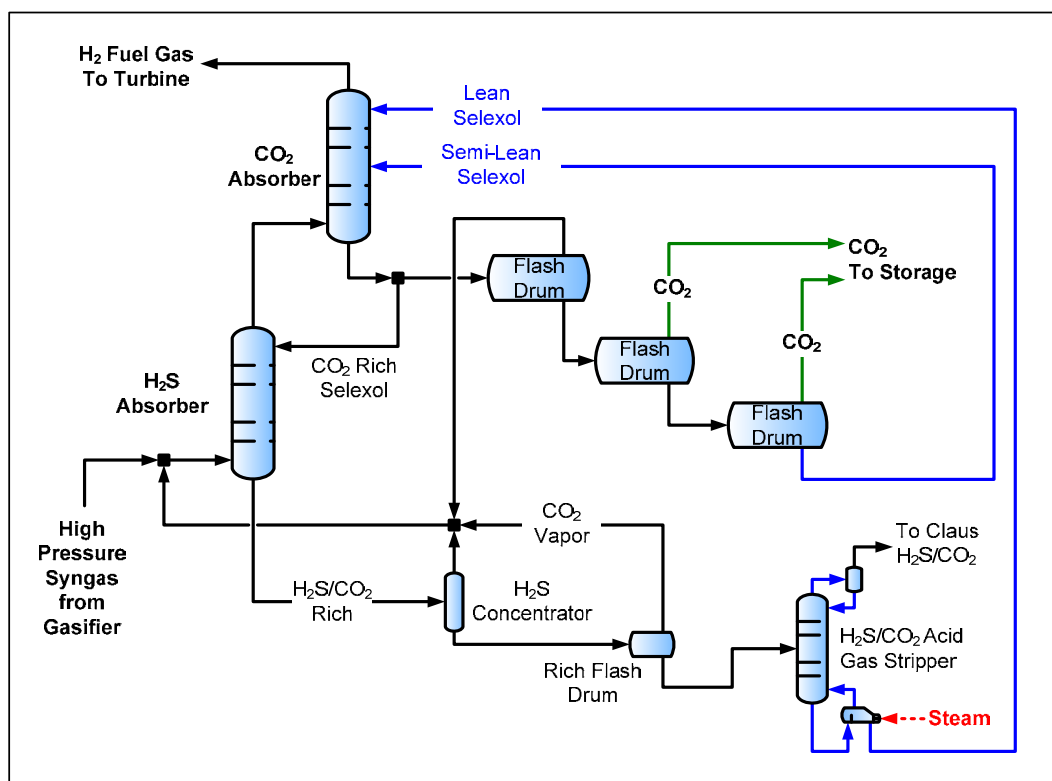 H₂ Fuel Gas
To Turbine
Lean
Selexol
Semi-Lean
Selexol
CO₂
Absorber
Flash
Drum
CO₂
To Storage
CO₂
Flash
Drum
CO₂
CO₂ Rich
Selexol
H₂S
Absorber
Flash
Drum
High
Pressure
Syngas
from
Gasifier
CO₂
Vapor
To Claus
H₂S/CO₂
H₂S/CO₂
Rich
H₂S
Concentrator
Rich Flash
Drum
H₂S/CO₂ Acid
Gas Stripper
Steam